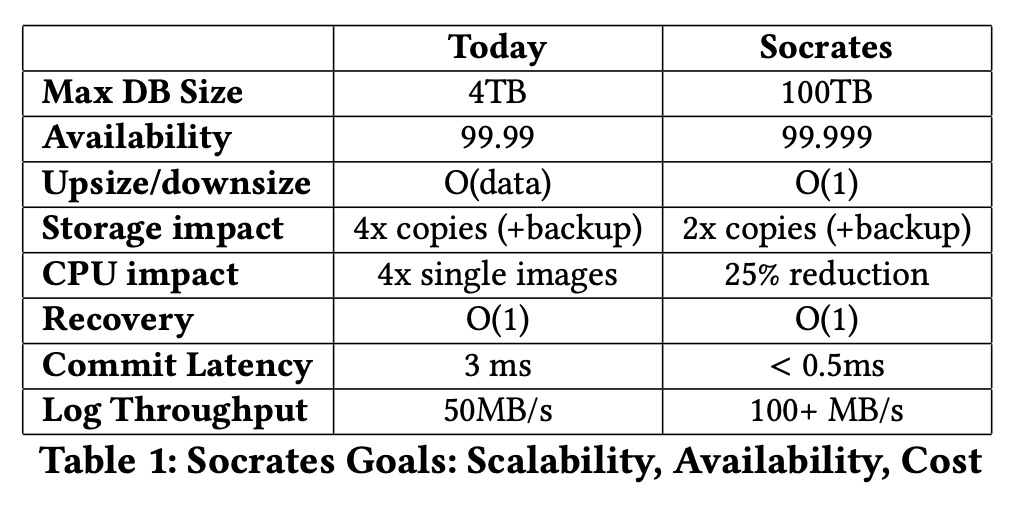 Today Socrates
Max DB Size 4TB 100TB
Availability 99.99 99.999
Upsize/downsize O(data) O(1)
Storage impact 4x copies (+backup) 2x copies (+backup)
CPU impact 4x single images 25% reduction
Recovery O(1) O(1)
Commit Latency 3 ms < 0.5ms
Log Throughput 50MB/s 100+ MB/s
Table 1: Socrates Goals: Scalability, Availability, Cost